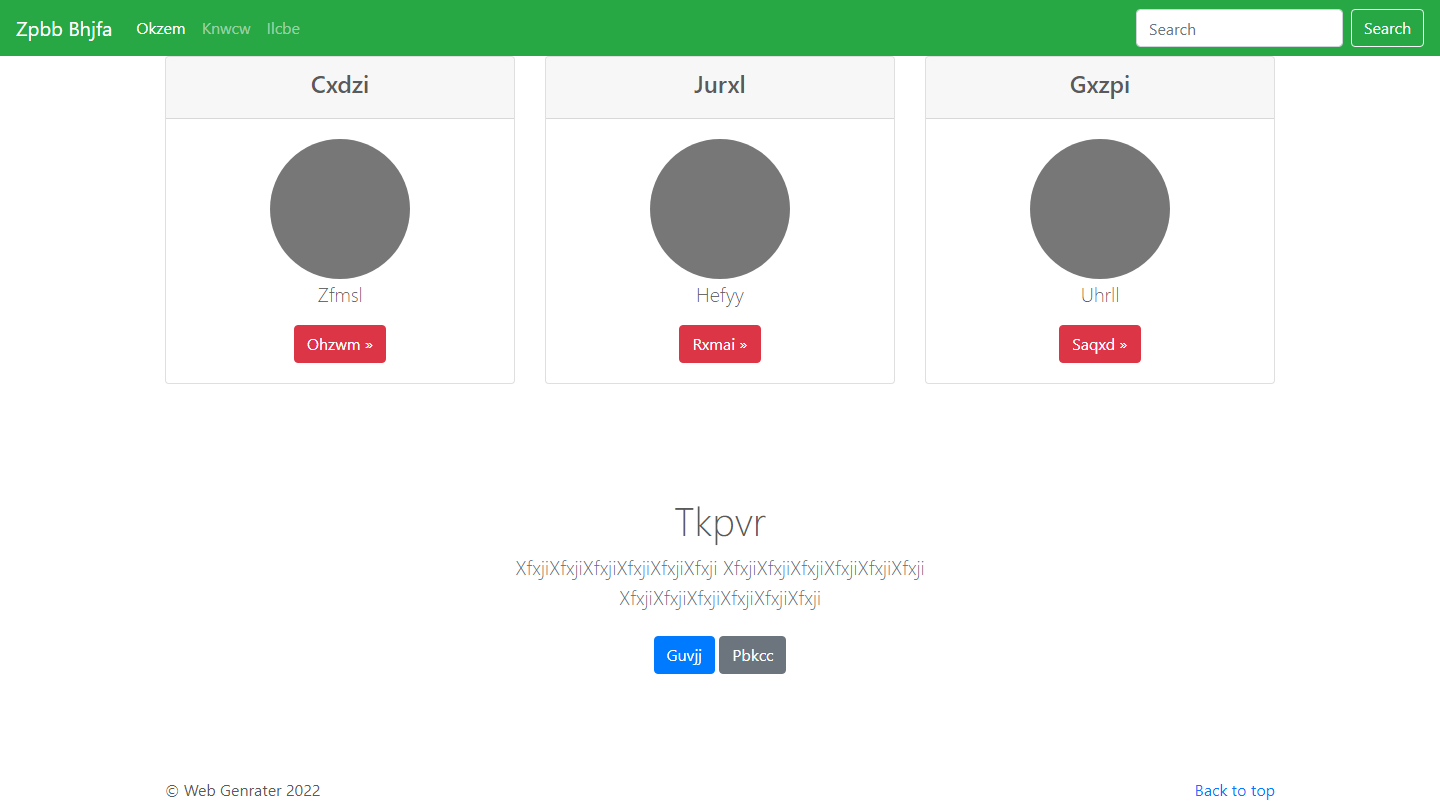 Zpbb Bhjfa Okzem Knwcw Ilcbe Search Search
Cxdzi
Zfmsl
Ohzwm »
Jurxl
Hefyy
Rxmai »
Gxzpi
Uhrll
Saqxd »
Tkpvr
XfxjiXfxjiXfxjiXfxjiXfxjiXfxji XfxjiXfxjiXfxjiXfxjiXfxjiXfxji
XfxjiXfxjiXfxjiXfxjiXfxjiXfxji
Guvjj Pbkcc
© Web Genrater 2022 Back to top